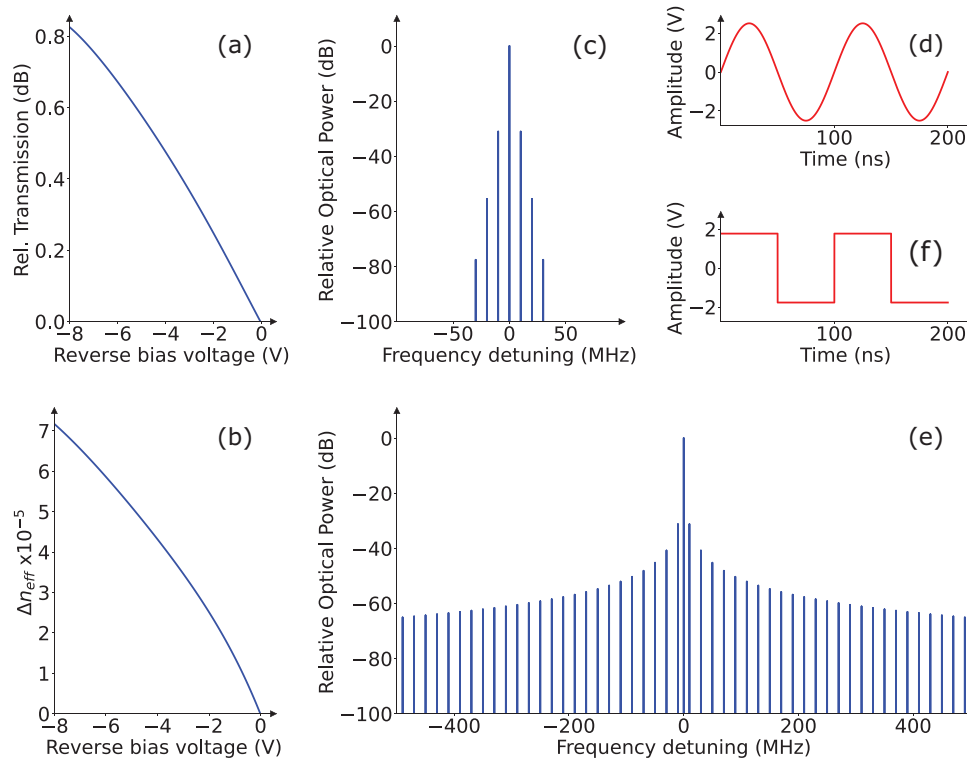 (a)
0.8
0.6
0.4
0.2
0.0
Rel. Transmission (dB)
−8 −6 −4 −2 0
Reverse bias voltage (V)
(c)
0
−20
−40
−60
−80
−100
Relative Optical Power (dB)
−50 0 50
Frequency detuning (MHz)
(d)
2
0
−2
Amplitude (V)
100 200
Time (ns)
(f)
2
0
−2
Amplitude (V)
100 200
Time (ns)
(b)
7
6
5
4
3
2
1
0
Δneff x10−5
−8 −6 −4 −2 0
Reverse bias voltage (V)
(e)
0
−20
−40
−60
−80
−100
Relative Optical Power (dB)
−400 −200 0 200 400
Frequency detuning (MHz)